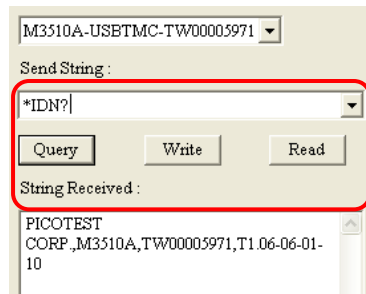 M3510A-USBTMC-TW00005971
Send String :
*IDN?
Query Write Read
String Received :
PICOTEST
CORP.,M3510A,TW00005971,T1.06-06-01-
10